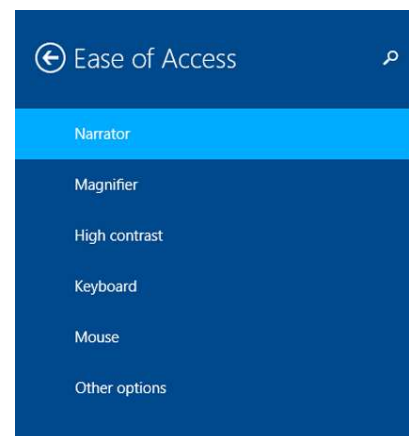 Ease of Access
Narrator
Magnifier
High contrast
Keyboard
Mouse
Other options